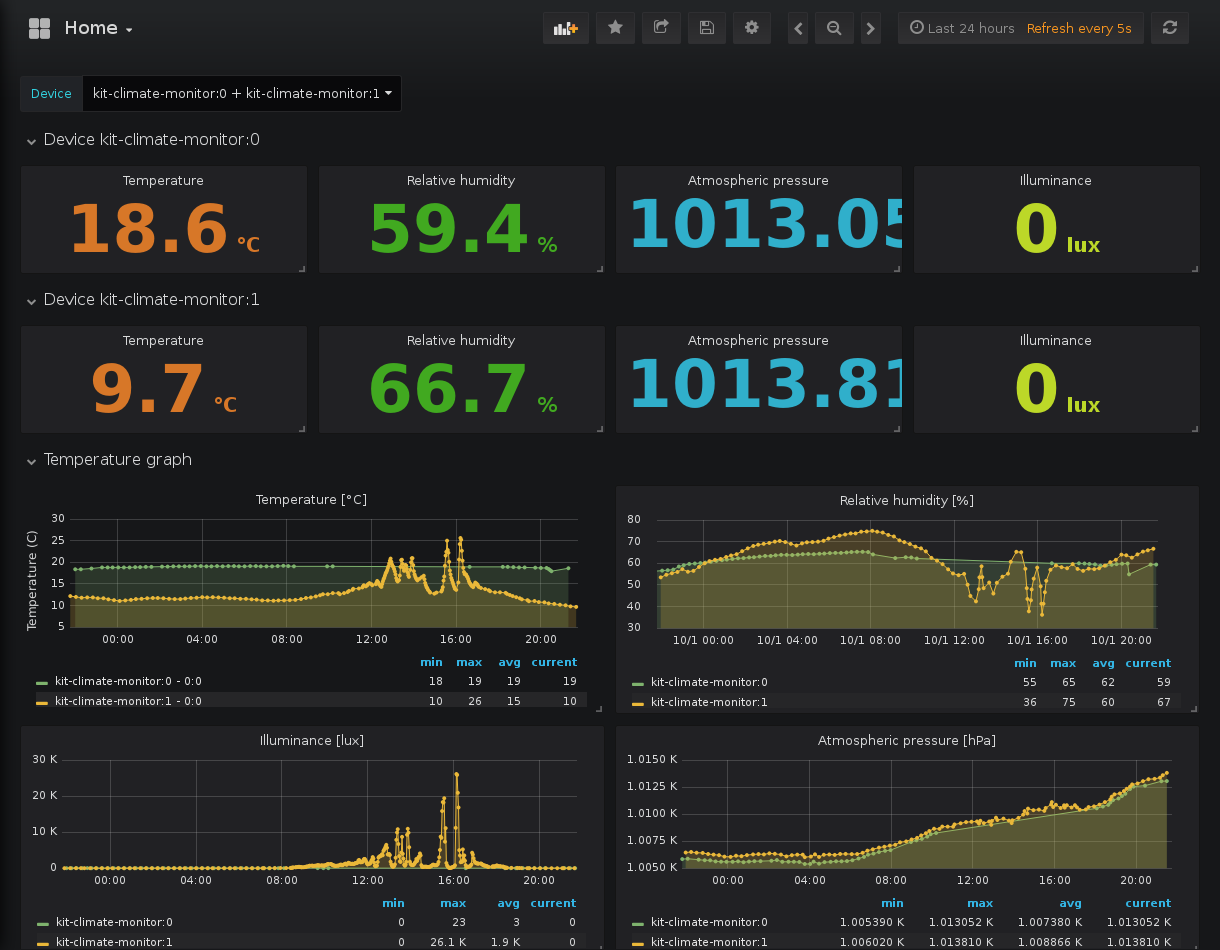 Home
Last 24 hours Refresh every 5s
Device kit-climate-monitor:0 + kit-climate-monitor:1
Device kit-climate-monitor:0
Temperature Relative humidity Atmospheric pressure Illuminance
18.6 °C 59.4 % 1013.05 0 lux
Device kit-climate-monitor:1
Temperature Relative humidity Atmospheric pressure Illuminance
9.7 °C 66.7 % 1013.81 0 lux
Temperature graph
Temperature [°C]
Temperature (C)
30
25
20
15
10
5
00:00 04:00 08:00 12:00 16:00 20:00
min max avg current
kit-climate-monitor:0 - 0:0 18 19 19 19
kit-climate-monitor:1 - 0:0 10 26 15 10
Relative humidity [%]
80
70
60
50
40
30
10/1 00:00 10/1 04:00 10/1 08:00 10/1 12:00 10/1 16:00 10/1 20:00
min max avg current
kit-climate-monitor:0 55 65 62 59
kit-climate-monitor:1 36 75 60 67
Illuminance [lux]
30 K
20 K
10 K
0
00:00 04:00 08:00 12:00 16:00 20:00
min max avg current
kit-climate-monitor:0 0 23 3 0
kit-climate-monitor:1 0 26.1 K 1.9 K 0
Atmospheric pressure [hPa]
1.0150 K
1.0125 K
1.0100 K
1.0075 K
1.0050 K
00:00 04:00 08:00 12:00 16:00 20:00
min max avg current
kit-climate-monitor:0 1.005390 K 1.013052 K 1.007380 K 1.013052 K
kit-climate-monitor:1 1.006020 K 1.013810 K 1.008866 K 1.013810 K